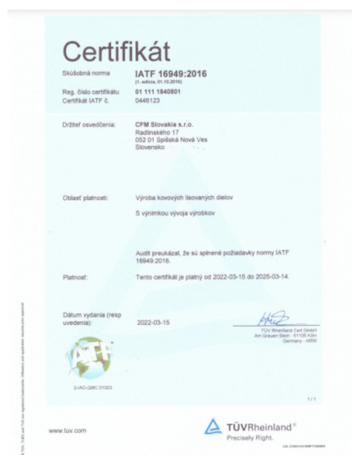 Certifikát
Skúšobná norma IATF 16949:2016
(1. edícia, 01.10.2016)
Reg. číslo certifikátu 01 111 1840801
Certifikát IATF č. 0446123
Držiteľ osvedčenia: CFM Slovakia s.r.o.
Radlinského 17
052 01 Spišská Nová Ves
Slovensko
Oblasť platnosti: Výroba kovových lisovaných dielov
S výnimkou vývoja výrobkov
Audit preukázal, že sú splnené požiadavky normy IATF
16949:2016.
Platnosť: Tento certifikát je platný od 2022-03-15 do 2025-03-14.
Dátum vydania (resp
uvedenia): 2022-03-15
TÜV Rheinland Cert GmbH
Am Grauen Stein · 51105 Köln
Germany
IATF
1/1
www.tuv.com
TÜVRheinland®
Precisely Right.